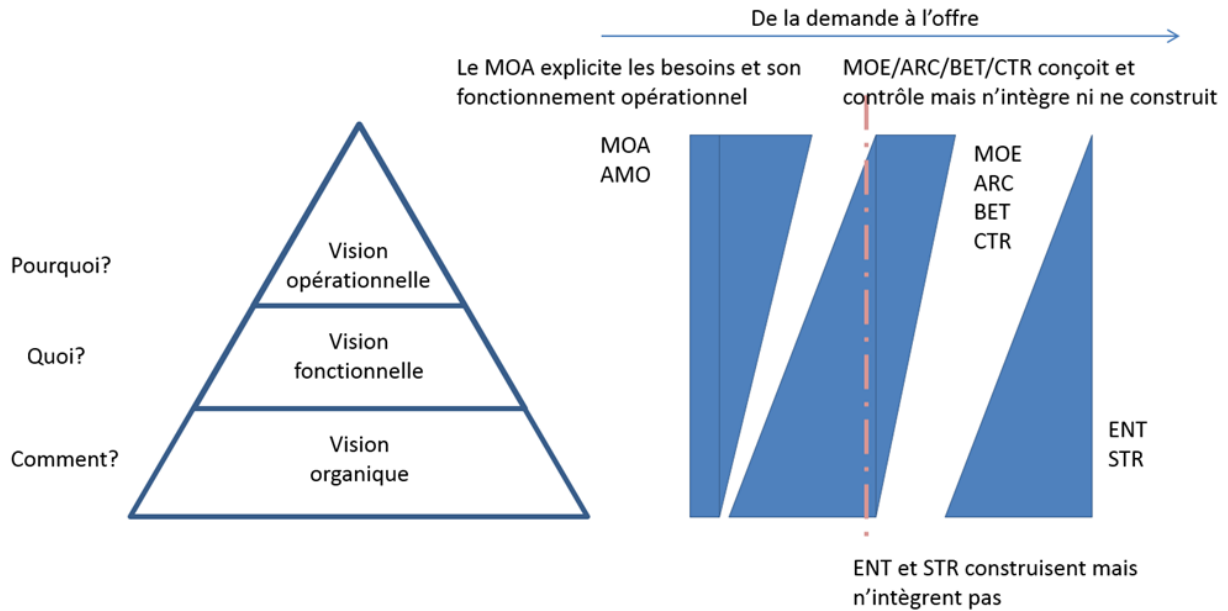 De la demande à l’offre
Le MOA explicite les besoins et son
fonctionnement opérationnel
MOE/ARC/BET/CTR conçoit et
contrôle mais n’intègre ni ne construit
MOA
AMO
MOE
ARC
BET
CTR
Pourquoi?
Vision
opérationnelle
Quoi?
Vision
fonctionnelle
Comment?
Vision
organique
ENT
STR
ENT et STR construisent mais
n’intègrent pas